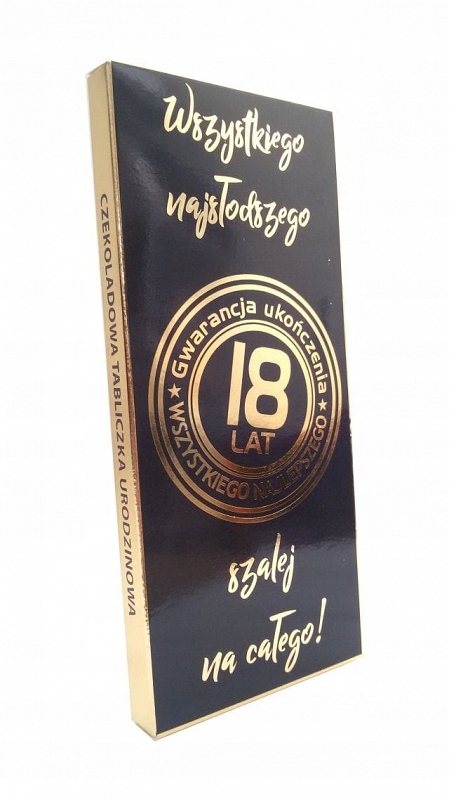 Wszystkiego
najsłodszego
Gwarancja ukończenia
18
LAT
★ WSZYSTKIEGO NAJLEPSZEGO ★
szalej
na całego!
CZEKOLADOWA TABLICZKA URODZINOWA